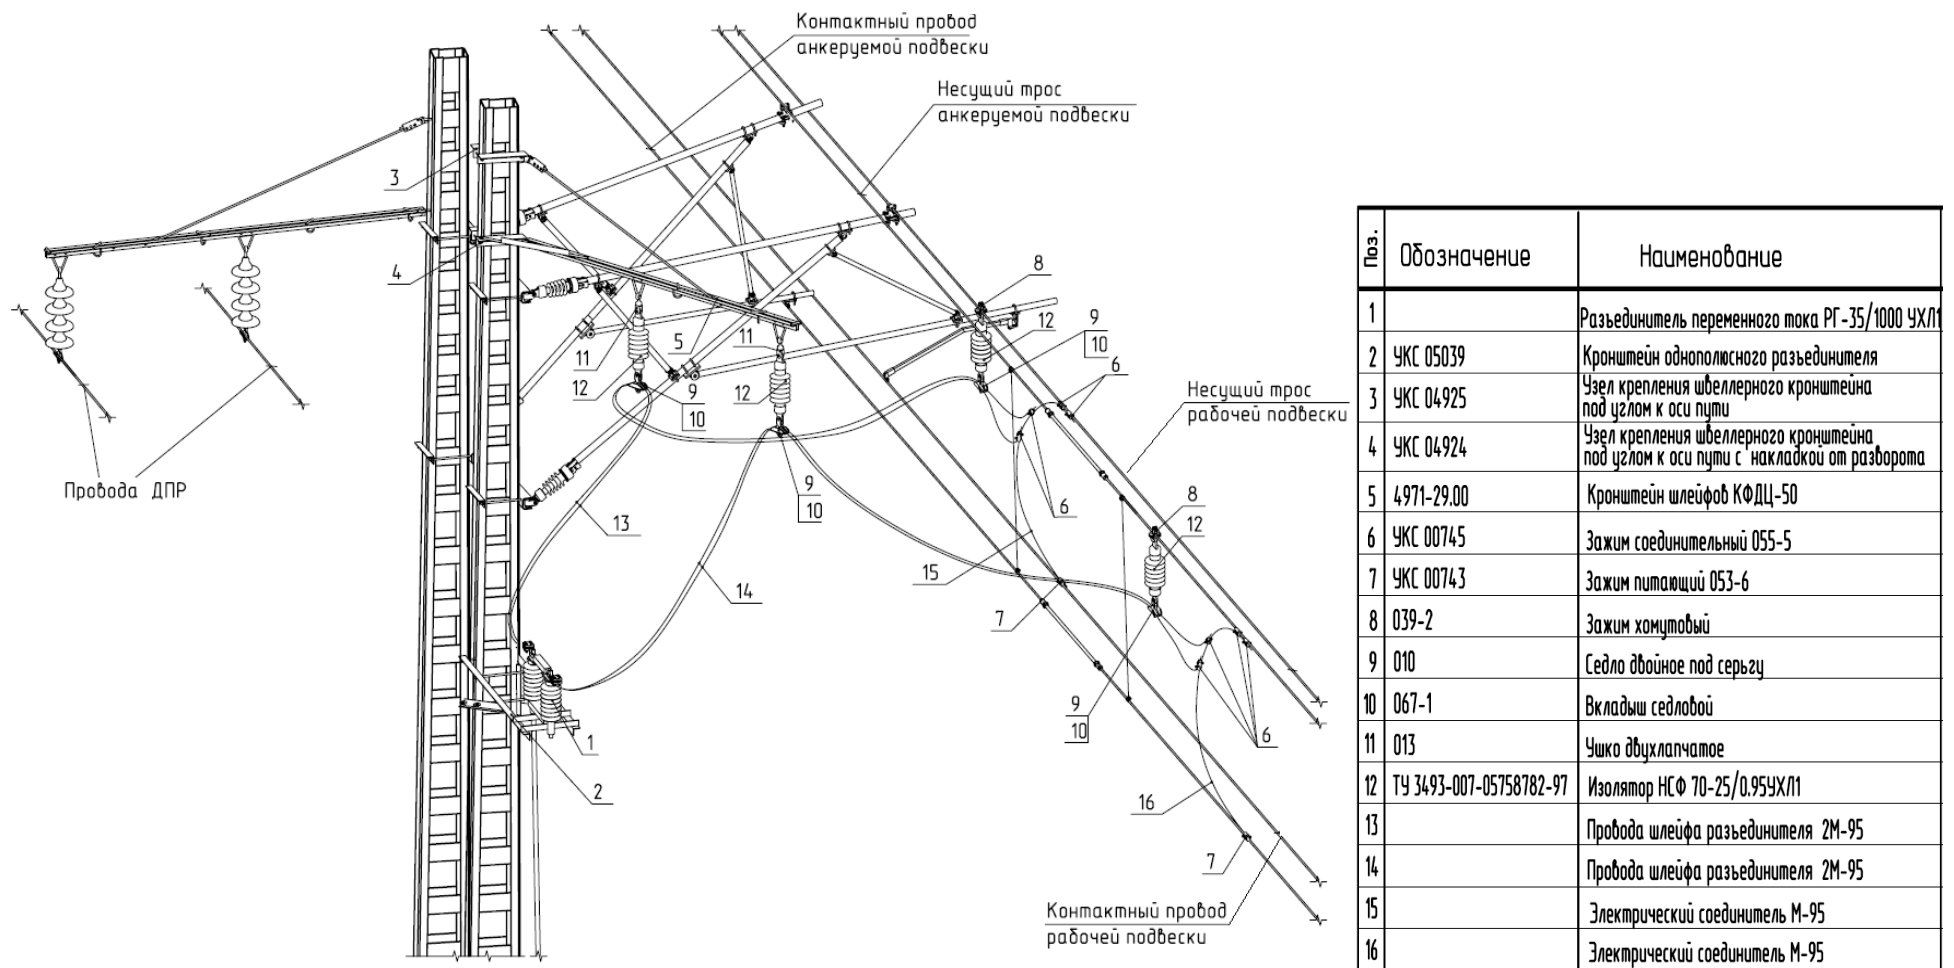 Контактный провод
анкеруемой подвески
Несущий трос
анкеруемой подвески
3
4
8
12
9
10
6
11
5
11
12
9
10
12
Несущий трос
рабочей подвески
Провода ДПР
9
10
6
8
12
13
15
14
7
9
10
6
1
2
16
7
Контактный провод
рабочей подвески
Поз. Обозначение Наименование
1 Разъединитель переменного тока РГ-35/1000 УХЛ1
2 УКС 05039 Кронштейн однополюсного разъединителя
3 УКС 04925 Узел крепления швеллерного кронштейна
под углом к оси пути
4 УКС 04924 Узел крепления швеллерного кронштейна
под углом к оси пути с накладкой от разворота
5 4971-29.00 Кронштейн шлейфов КФДЦ-50
6 УКС 00745 Зажим соединительный 055-5
7 УКС 00743 Зажим питающий 053-6
8 039-2 Зажим хомутовый
9 010 Седло двойное под серьгу
10 067-1 Вкладыш седловой
11 013 Ушко двухлапчатое
12 ТУ 3493-007-05758782-97 Изолятор НСФ 70-25/0.95УХЛ1
13 Провода шлейфа разъединителя 2М-95
14 Провода шлейфа разъединителя 2М-95
15 Электрический соединитель М-95
16 Электрический соединитель М-95